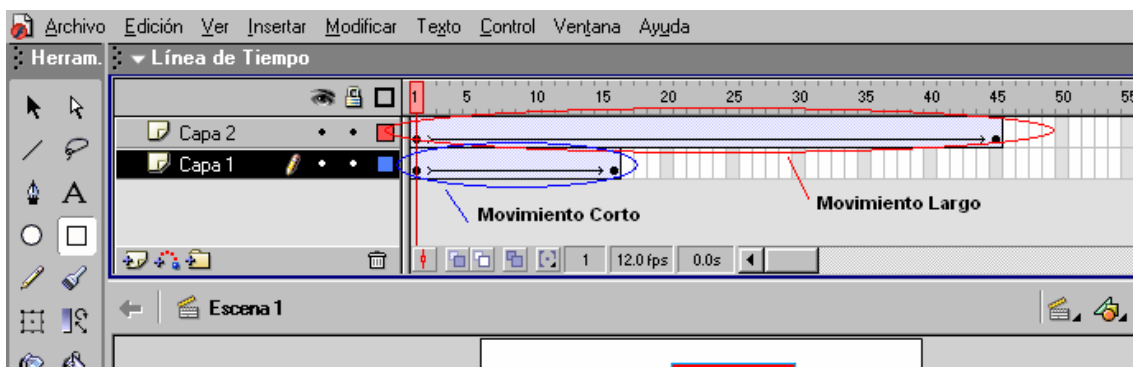 Archivo Edición Ver Insertar Modificar Texto Control Ventana Ayuda
Herram. Línea de Tiempo
1 5 10 15 20 25 30 35 40 45 50 55
Capa 2
Capa 1
A
Movimiento Corto
Movimiento Largo
1 12.0 fps 0.0s
Escena 1